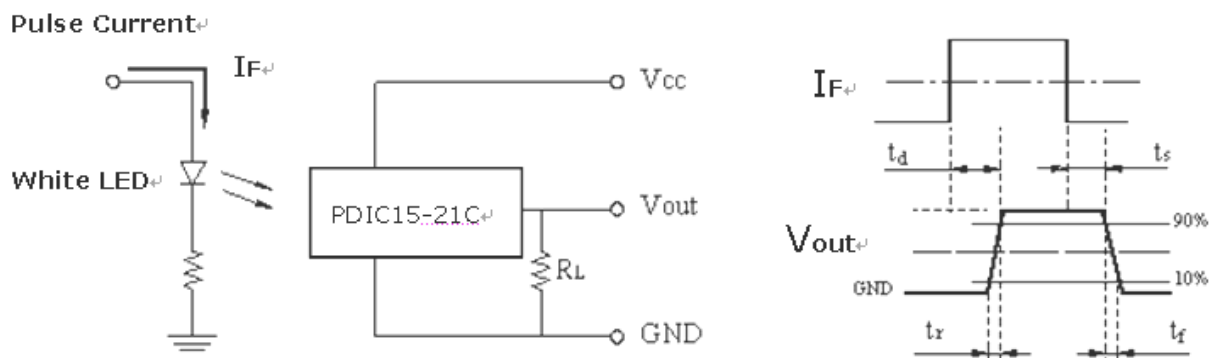 Pulse Current
IF
Vcc
White LED
PDIC15-21C
Vout
RL
GND
IF
td
ts
Vout
90%
10%
GND
tr
tf